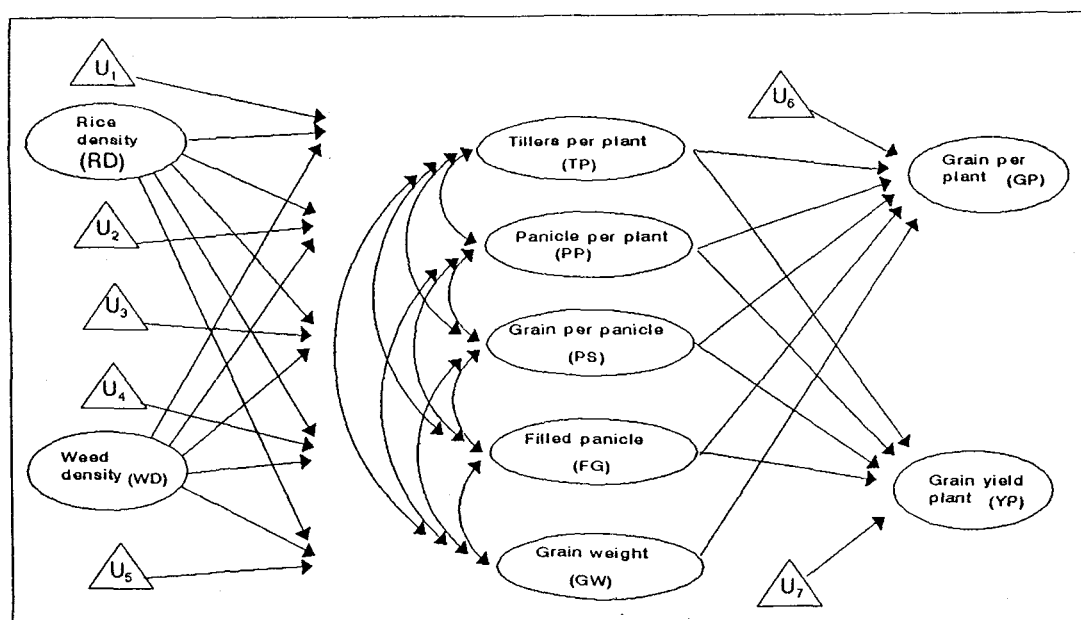 U1
Rice
density
(RD)
U2
U3
U4
Weed
density (WD)
U5
Tillers per plant
(TP)
Panicle per plant
(PP)
Grain per panicle
(PS)
Filled panicle
(FG)
Grain weight
(GW)
U6
Grain per
plant (GP)
Grain yield
plant (YP)
U7